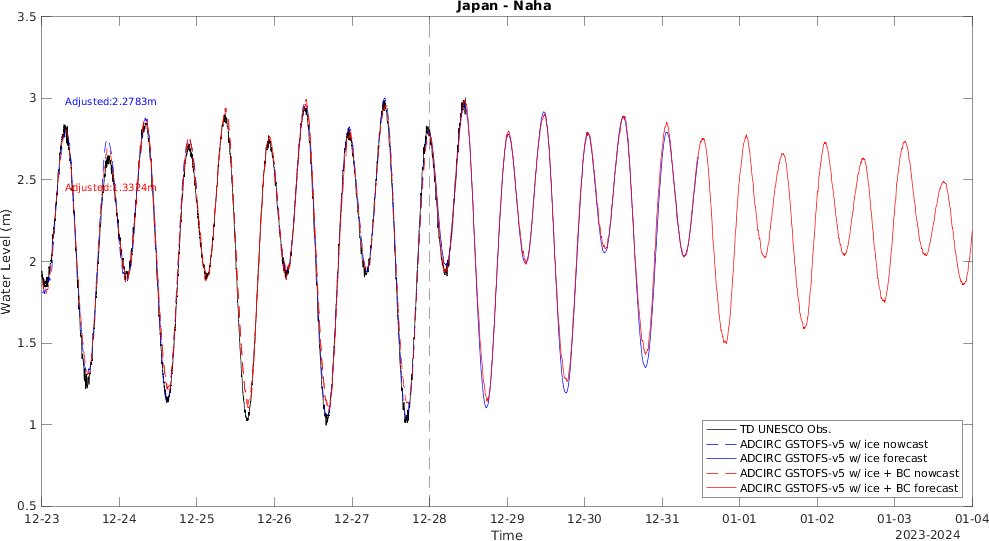 Japan - Naha
3.5
3
2.5
2
1.5
1
0.5
Water Level (m)
Adjusted:2.2783m
Adjusted:1.3324m
TD UNESCO Obs.
ADCIRC GSTOFS-v5 w/ ice nowcast
ADCIRC GSTOFS-v5 w/ ice forecast
ADCIRC GSTOFS-v5 w/ ice + BC nowcast
ADCIRC GSTOFS-v5 w/ ice + BC forecast
12-23 12-24 12-25 12-26 12-27 12-28 12-29 12-30 12-31 01-01 01-02 01-03 01-04
Time
2023-2024